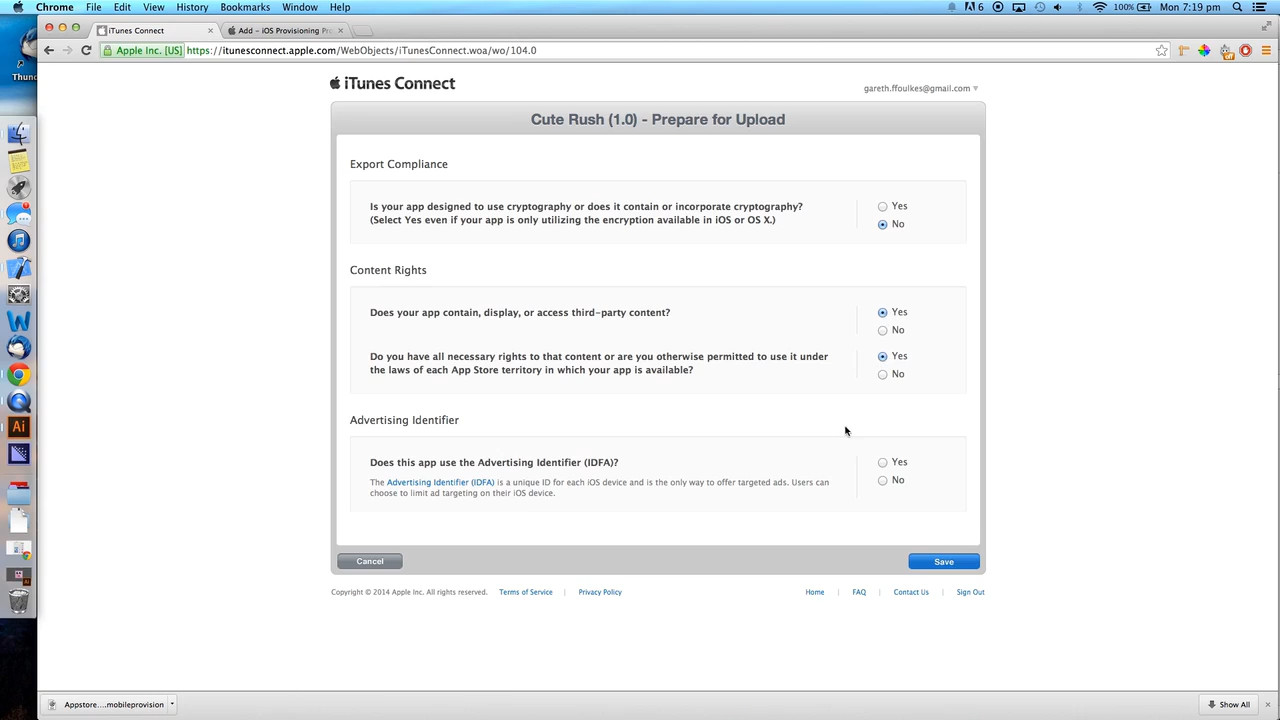 Chrome File Edit View History Bookmarks Window Help
6
100%
Mon 7:19 pm
iTunes Connect
Add - iOS Provisioning Pro
Apple Inc. [US]
https://itunesconnect.apple.com/WebObjects/iTunesConnect.woa/wo/104.0
off
Thund
iTunes Connect
gareth.ffoulkes@gmail.com
Cute Rush (1.0) - Prepare for Upload
Export Compliance
Is your app designed to use cryptography or does it contain or incorporate cryptography?
(Select Yes even if your app is only utilizing the encryption available in iOS or OS X.)
Yes
No
Content Rights
Does your app contain, display, or access third-party content?
Yes
No
Do you have all necessary rights to that content or are you otherwise permitted to use it under
the laws of each App Store territory in which your app is available?
Yes
No
Advertising Identifier
Does this app use the Advertising Identifier (IDFA)?
Yes
No
The Advertising Identifier (IDFA) is a unique ID for each iOS device and is the only way to offer targeted ads. Users can
choose to limit ad targeting on their iOS device.
Ai
Cancel
Save
Copyright © 2014 Apple Inc. All rights reserved. Terms of Service | Privacy Policy
Home | FAQ | Contact Us | Sign Out
Appstore....mobileprovision
Show All